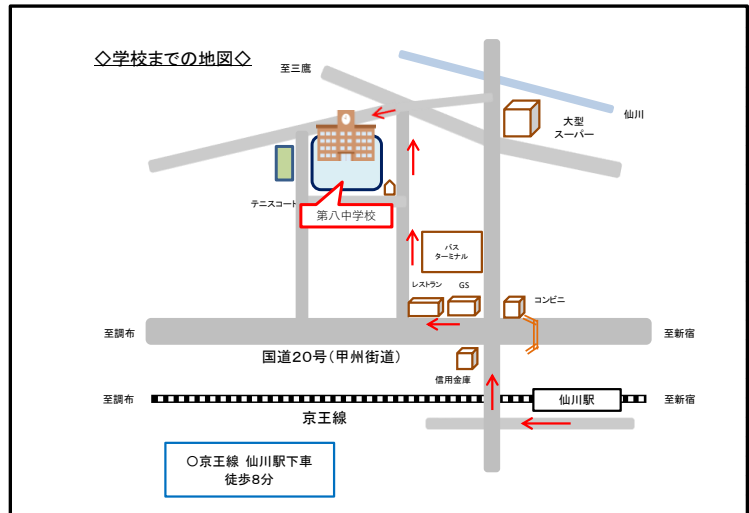 ◇学校までの地図◇
至三鷹
仙川
大型
スーパー
テニスコート
第八中学校
バス
ターミナル
レストラン
GS
コンビニ
至調布
至新宿
国道20号(甲州街道)
信用金庫
至調布
仙川駅
至新宿
京王線
○京王線 仙川駅下車
徒歩8分